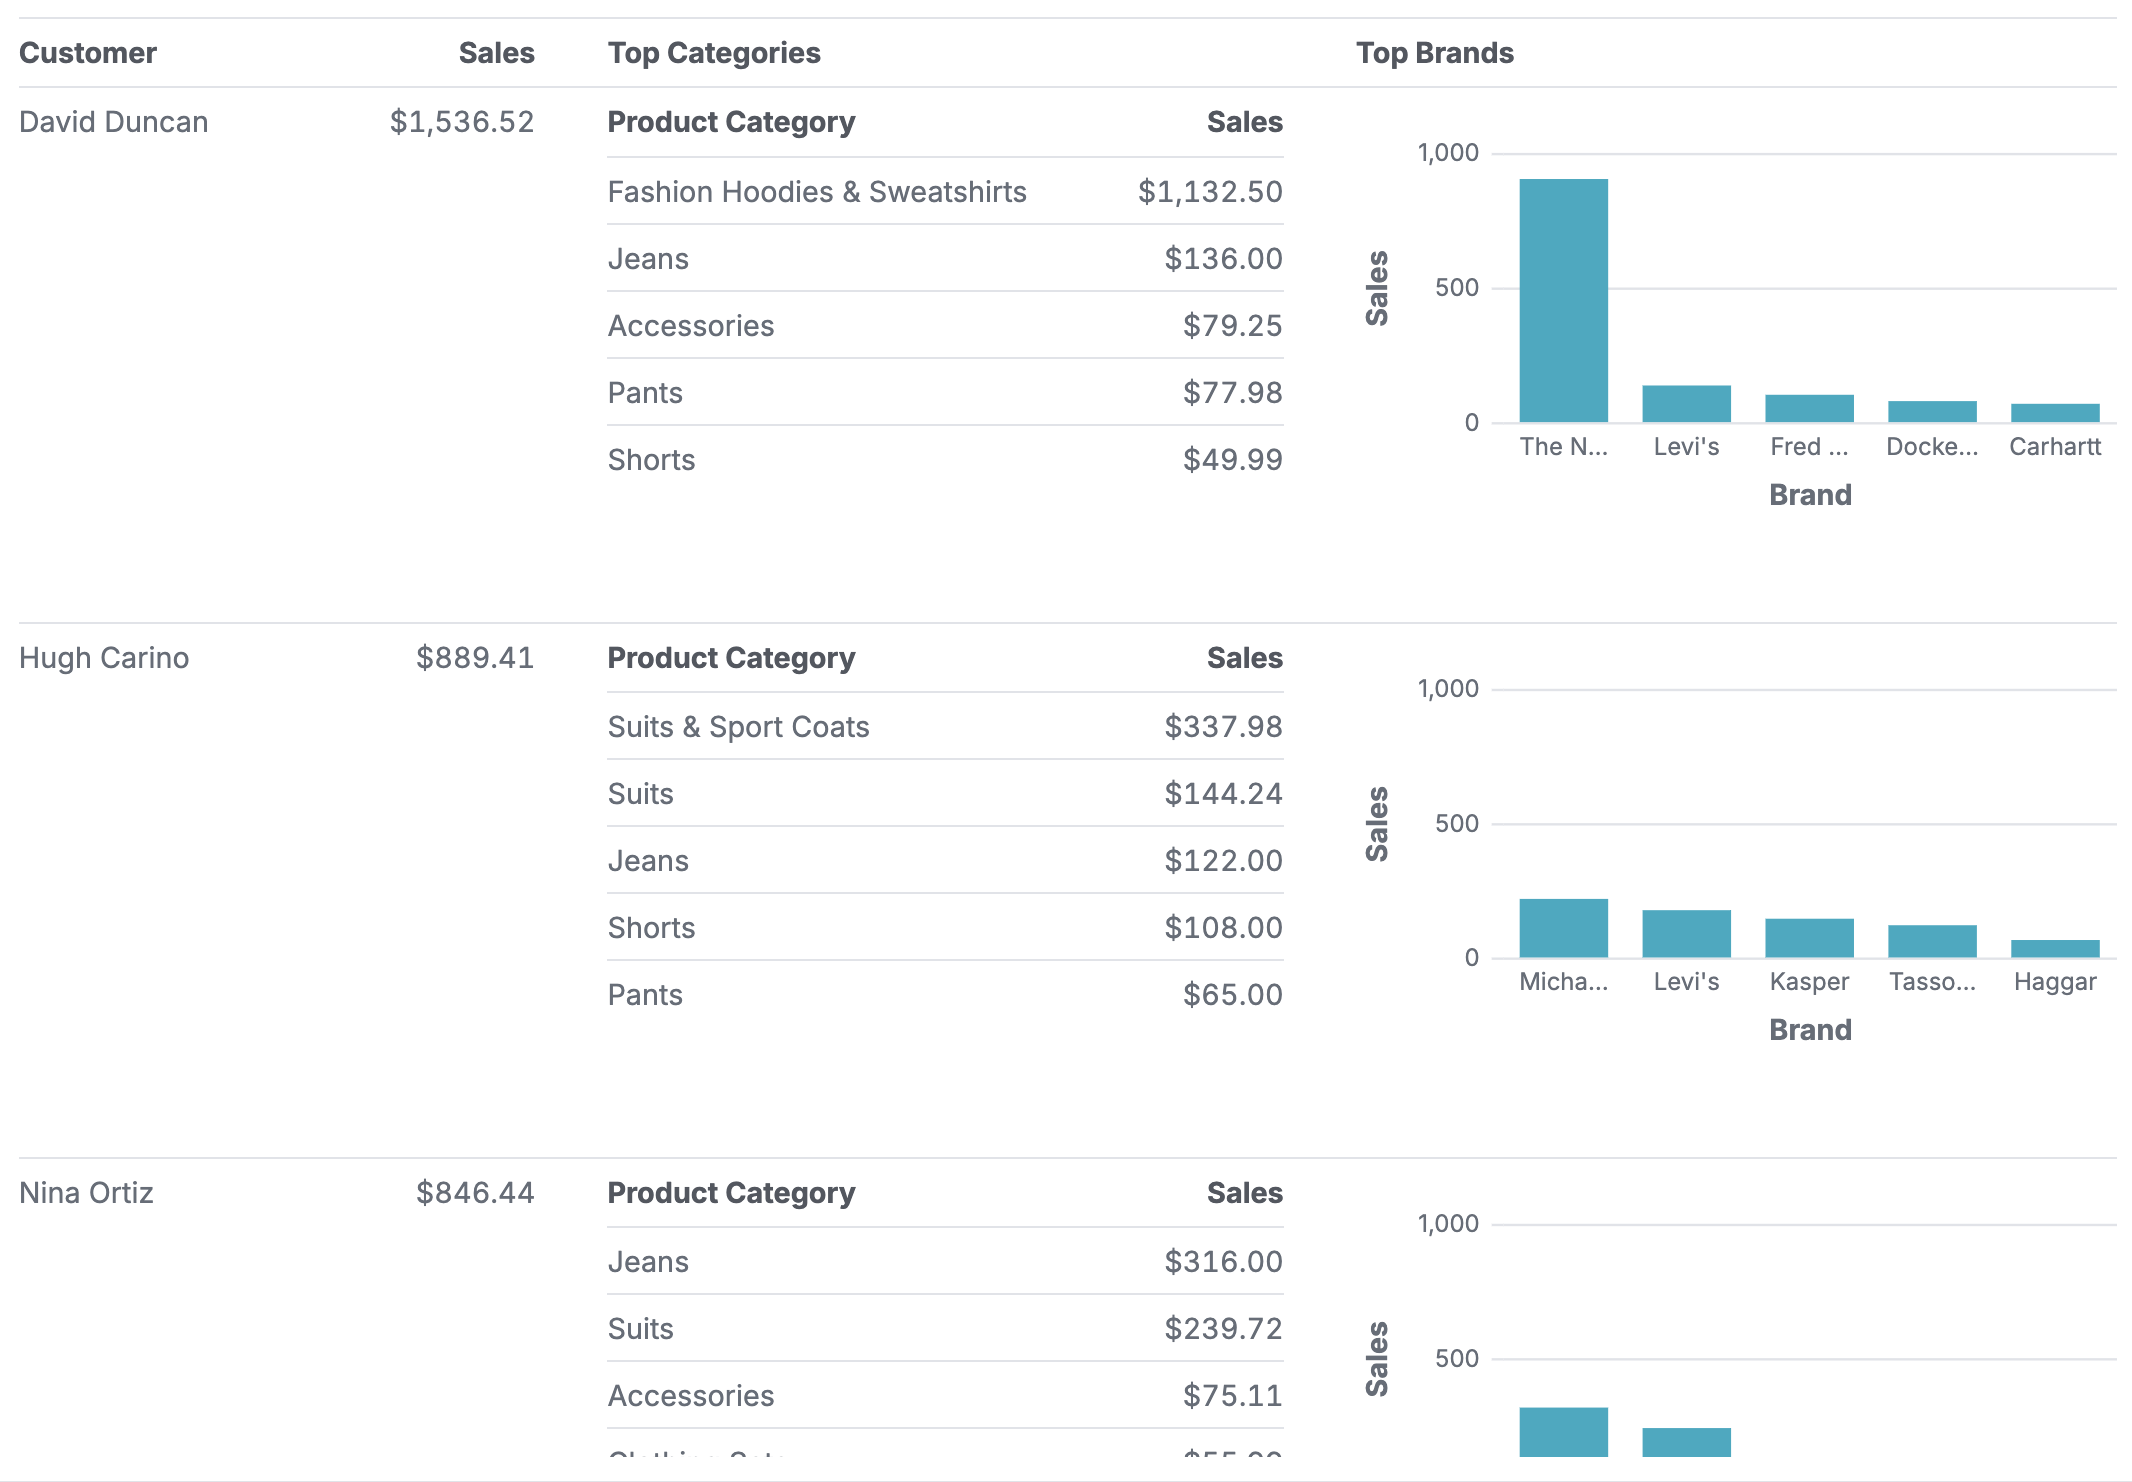 Customer Sales Top Categories Top Brands
David Duncan $1,536.52
Product Category Sales
Fashion Hoodies & Sweatshirts $1,132.50
Jeans $136.00
Accessories $79.25
Pants $77.98
Shorts $49.99
1,000
500
0
Sales
The N... Levi's Fred ... Docke... Carhartt
Brand
Hugh Carino $889.41
Product Category Sales
Suits & Sport Coats $337.98
Suits $144.24
Jeans $122.00
Shorts $108.00
Pants $65.00
1,000
500
0
Sales
Micha... Levi's Kasper Tasso... Haggar
Brand
Nina Ortiz $846.44
Product Category Sales
Jeans $316.00
Suits $239.72
Accessories $75.11
1,000
500
Sales